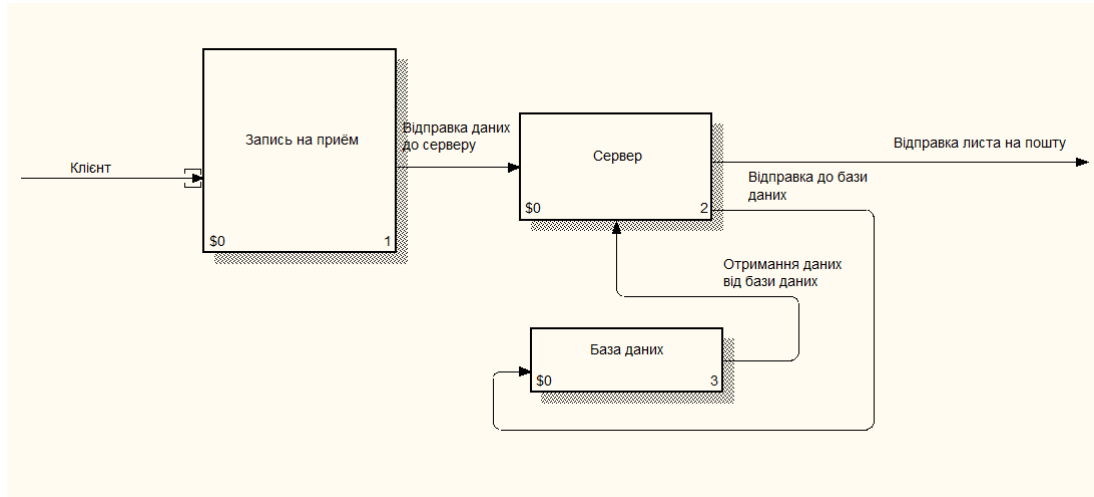 Клієнт
Запись на приём
$0
1
Відправка даних
до серверу
Сервер
$0
2
Відправка листа на пошту
Відправка до бази
даних
Отримання даних
від бази даних
База даних
$0
3